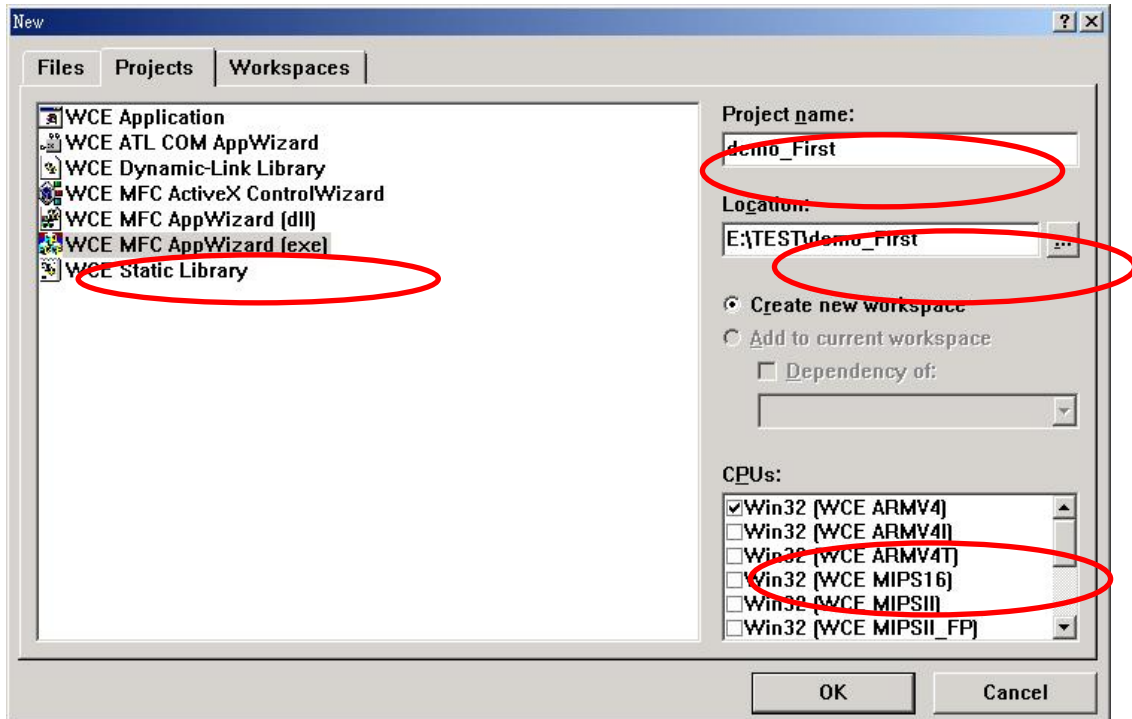 New
Files Projects Workspaces
WCE Application
WCE ATL COM AppWizard
WCE Dynamic-Link Library
WCE MFC ActiveX ControlWizard
WCE MFC AppWizard (dll)
WCE MFC AppWizard (exe)
WCE Static Library
Project name:
demo_First
Location:
E:\TEST\demo_First
...
Create new workspace
Add to current workspace
Dependency of:
CPUs:
Win32 (WCE ARMV4)
Win32 (WCE ARMV4I)
Win32 (WCE ARMV4T)
Win32 (WCE MIPS16)
Win32 (WCE MIPSII)
Win32 (WCE MIPSII_FP)
OK Cancel